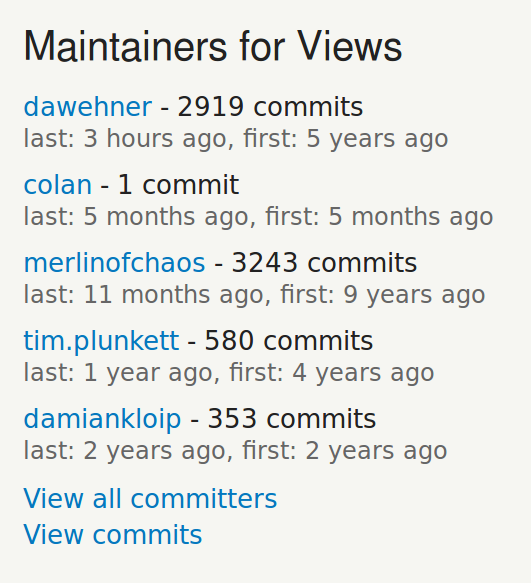 Maintainers for Views
dawehner - 2919 commits
last: 3 hours ago, first: 5 years ago
colan - 1 commit
last: 5 months ago, first: 5 months ago
merlinofchaos - 3243 commits
last: 11 months ago, first: 9 years ago
tim.plunkett - 580 commits
last: 1 year ago, first: 4 years ago
damiankloip - 353 commits
last: 2 years ago, first: 2 years ago
View all committers
View commits